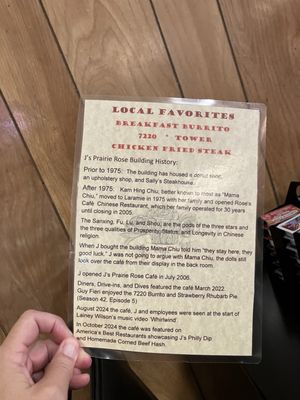 LOCAL FAVORITES
BREAKFAST BURRITO
7220 * TOWER
CHICKEN FRIED STEAK
J's Prairie Rose Building History:
Prior to 1975: The building has housed a donut shop,
an upholstery shop, and Sally's Steakhouse.
After 1975: Kam Hing Chiu, better known to most as "Mama
Chiu," moved to Laramie in 1975 with her family and opened Rose's
Café Chinese Restaurant, which her family operated for 30 years
until closing in 2005.
The Sanxing, Fu, Lu, and Shou, are the gods of the three stars and
the three qualities of Prosperity, Status, and Longevity in Chinese
religion.
When J bought the building Mama Chiu told him "they stay here, they
good luck." J was not going to argue with Mama Chiu, the dolls still
look over the café from their display in the back room.
J opened J's Prairie Rose Café in July 2006.
Diners, Drive-ins, and Dives featured the café March 2022.
Guy Fieri enjoyed the 7220 Burrito and Strawberry Rhubarb Pie.
(Season 42, Episode 5)
August 2024 the café, J and employees were seen at the start of
Lainey Wilson's music video 'Whirlwind'.
In October 2024 the café was featured on
America's Best Restaurants showcasing J's Philly Dip
and Homemade Corned Beef Hash.